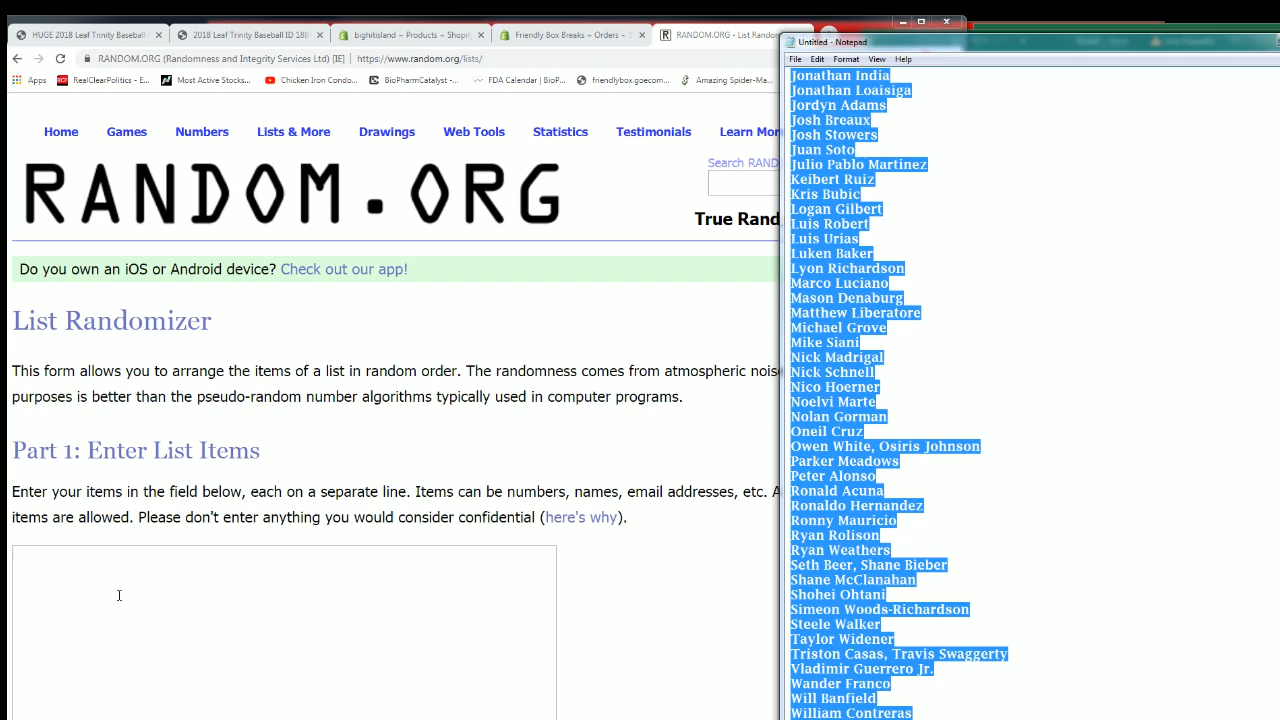 HUGE 2018 Leaf Trinity Baseball
2018 Leaf Trinity Baseball ID 188
bightitisland ~ Products ~ Shopif
Friendly Box Breaks ~ Orders ~ S
RANDOM.ORG - List Rando
RANDOM.ORG (Randomness and Integrity Services Ltd) [IE] | https://www.random.org/lists/
Apps
RealClearPolitics - E...
Most Active Stocks...
Chicken Iron Condo...
BioPharmCatalyst -...
FDA Calendar | BioP...
friendlybox.goecom...
Amazing Spider-Ma...
Home
Games
Numbers
Lists & More
Drawings
Web Tools
Statistics
Testimonials
Learn Mor
RANDOM.ORG
Search RAND
True Rand
Do you own an iOS or Android device? Check out our app!
List Randomizer
This form allows you to arrange the items of a list in random order. The randomness comes from atmospheric noise
purposes is better than the pseudo-random number algorithms typically used in computer programs.
Part 1: Enter List Items
Enter your items in the field below, each on a separate line. Items can be numbers, names, email addresses, etc. A
items are allowed. Please don't enter anything you would consider confidential (here's why).
Untitled - Notepad
File Edit Format View Help
Jonathan India
Jonathan Loaisiga
Jordyn Adams
Josh Breaux
Josh Stowers
Juan Soto
Julio Pablo Martinez
Keibert Ruiz
Kris Bubic
Logan Gilbert
Luis Robert
Luis Urias
Luken Baker
Lyon Richardson
Marco Luciano
Mason Denaburg
Matthew Liberatore
Michael Grove
Mike Siani
Nick Madrigal
Nick Schnell
Nico Hoerner
Noelvi Marte
Nolan Gorman
Oneil Cruz
Owen White, Osiris Johnson
Parker Meadows
Peter Alonso
Ronald Acuna
Ronaldo Hernandez
Ronny Mauricio
Ryan Rolison
Ryan Weathers
Seth Beer, Shane Bieber
Shane McClanahan
Shohei Ohtani
Simeon Woods-Richardson
Steele Walker
Taylor Widener
Triston Casas, Travis Swaggerty
Vladimir Guerrero Jr.
Wander Franco
Will Banfield
William Contreras